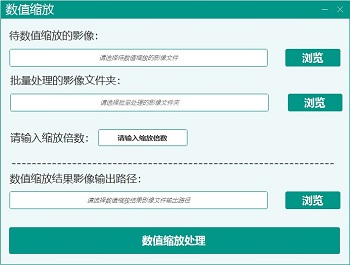 数值缩放
待数值缩放的影像:
请选择待数值缩放的影像文件
浏览
批量处理的影像文件夹:
请选择批量处理的影像文件夹
浏览
请输入缩放倍数:
请输入缩放倍数
数值缩放结果影像输出路径:
请选择数值缩放结果影像文件输出路径
浏览
数值缩放处理